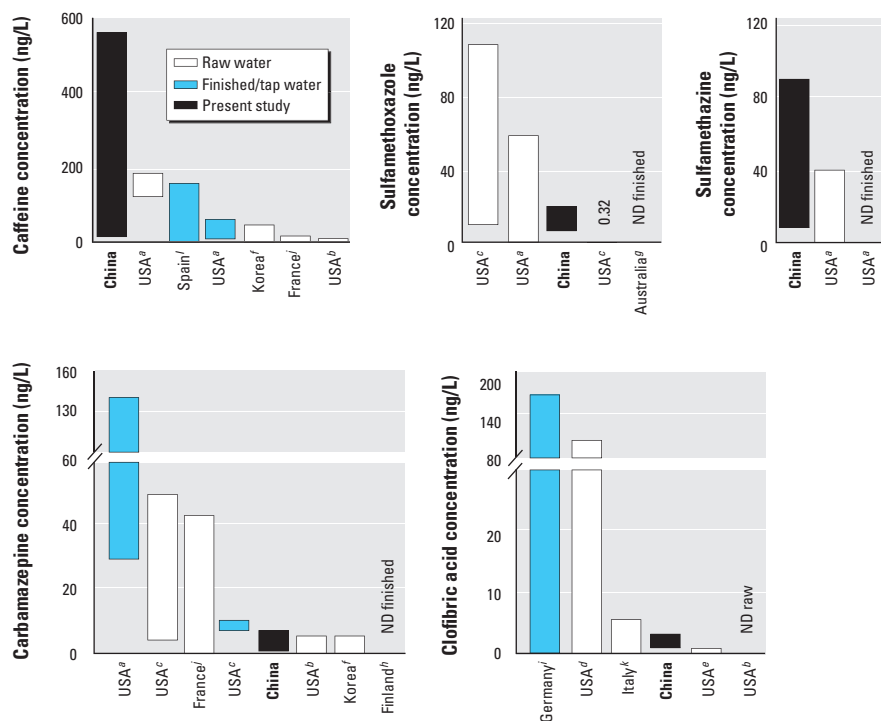 Caffeine concentration (ng/L)
600
400
200
0
Raw water
Finished/tap water
Present study
China
USAᵃ
Spainˡ
USAᵃ
Koreaᶠ
Franceʲ
USAᵇ
Sulfamethoxazole
concentration (ng/L)
120
80
40
0
0.32
ND finished
USAᶜ
USAᵃ
China
USAᶜ
Australiaᵍ
Sulfamethazine
concentration (ng/L)
120
80
40
0
ND finished
China
USAᵃ
USAᵃ
Carbamazepine concentration (ng/L)
160
130
60
40
20
0
ND finished
USAᵃ
USAᶜ
Franceʲ
USAᶜ
China
USAᵇ
Koreaᶠ
Finlandʰ
Clofibric acid concentration (ng/L)
200
140
80
20
10
0
ND raw
Germanyⁱ
USAᵈ
Italyᵏ
China
USAᵉ
USAᵇ